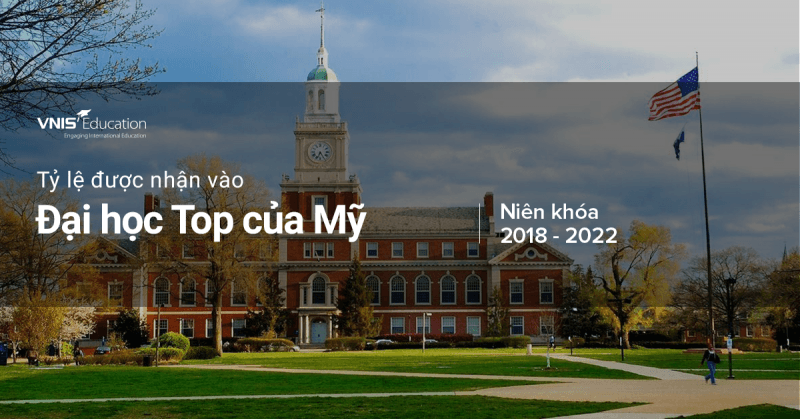 VNIS Education
Engaging International Education
Tỷ lệ được nhận vào
Đại học Top của Mỹ
Niên khóa
2018 - 2022